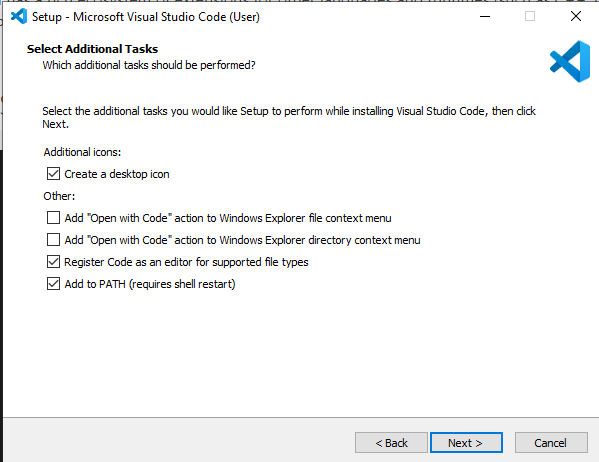 Setup - Microsoft Visual Studio Code (User)
Select Additional Tasks
Which additional tasks should be performed?
Select the additional tasks you would like Setup to perform while installing Visual Studio Code, then click
Next.
Additional icons:
Create a desktop icon
Other:
Add "Open with Code" action to Windows Explorer file context menu
Add "Open with Code" action to Windows Explorer directory context menu
Register Code as an editor for supported file types
Add to PATH (requires shell restart)
< Back
Next >
Cancel